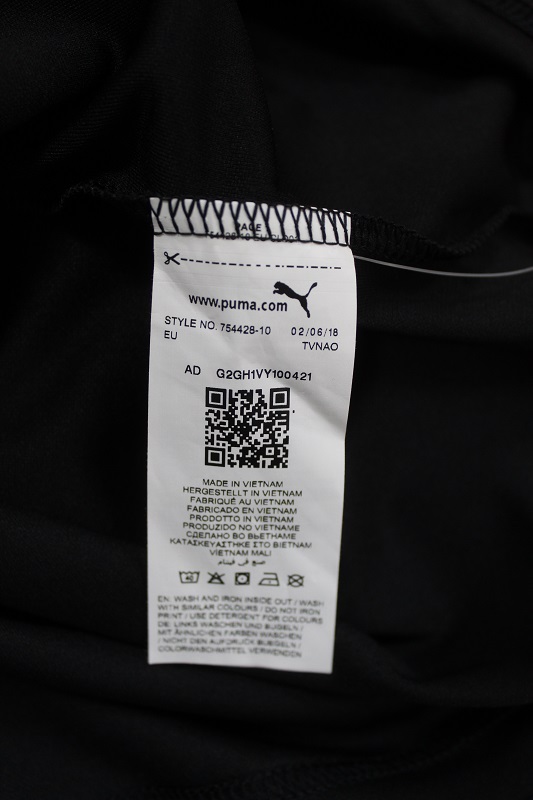 PAGE
www.puma.com
STYLE NO. 754428-10 02/06/18
EU TVNAO
AD G2GH1VY100421
MADE IN VIETNAM
HERGESTELLT IN VIETNAM
FABRIQUÉ AU VIETNAM
FABRICADO EN VIETNAM
PRODOTTO IN VIETNAM
PRODUZIDO NO VIETNAME
СДЕЛАНО ВО ВЬЕТНАМЕ
ΚΑΤΑΣΚΕΥΑΣΤΗΚΕ ΣΤΟ ΒΙΕΤΝΑΜ
VİETNAM MALI
صنع في فيتنام
EN: WASH AND IRON INSIDE OUT / WASH
WITH SIMILAR COLOURS / DO NOT IRON
PRINT / USE DETERGENT FOR COLOURS
DE: LINKS WASCHEN UND BÜGELN /
MIT ÄHNLICHEN FARBEN WASCHEN
/ NICHT DEN AUFDRUCK BÜGELN /
COLORWASCHMITTEL VERWENDEN